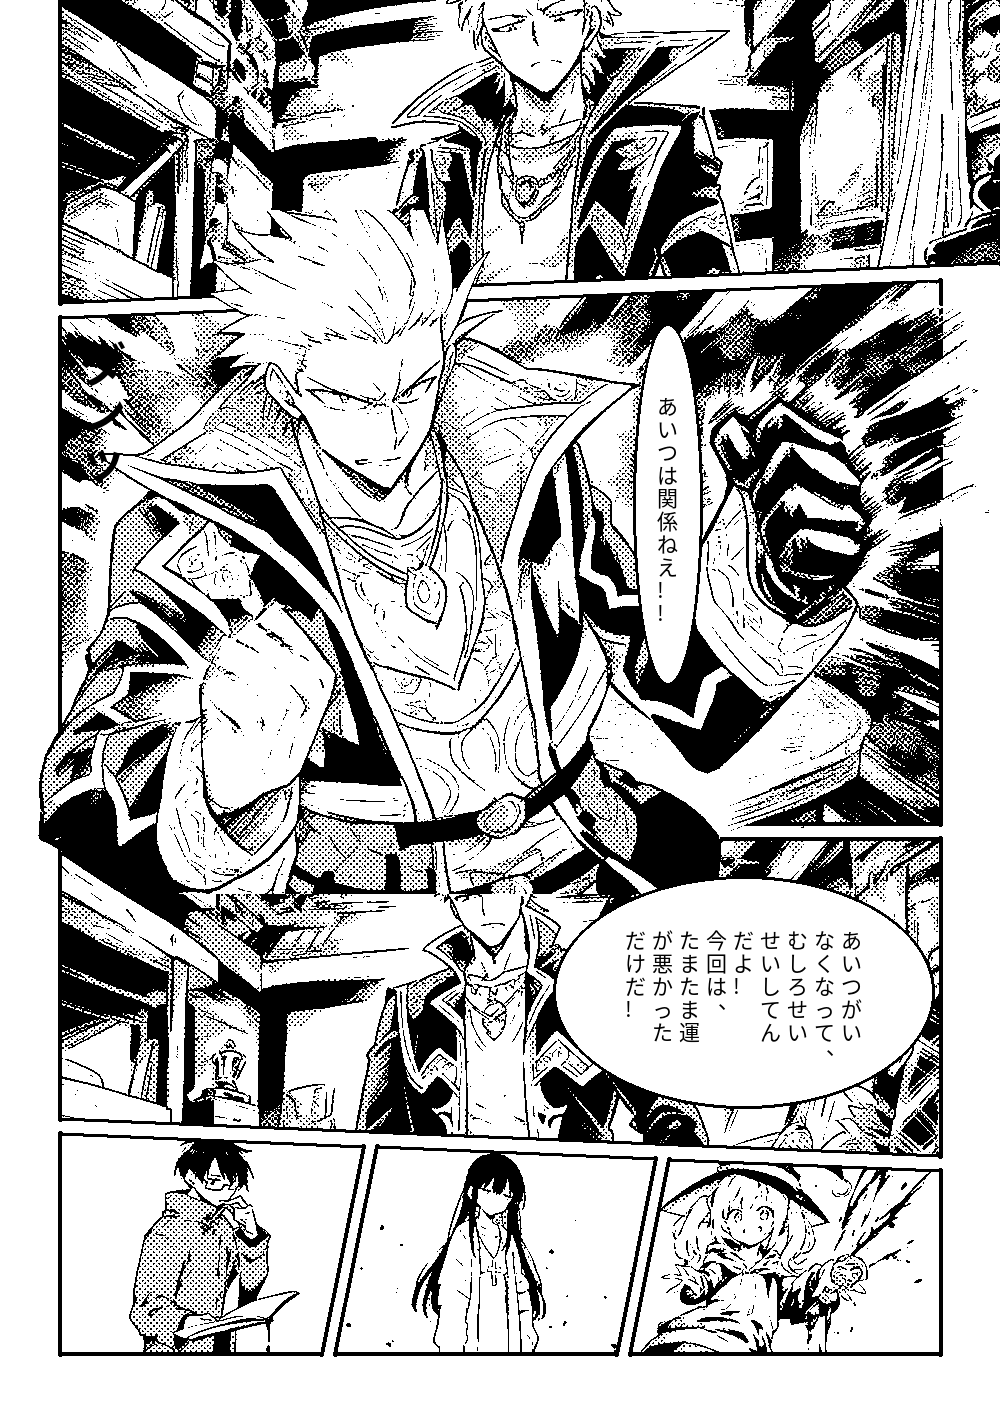 あいつは関係ねえ！！
あいつがい
なくなって、
むしろせい
せいしてん
だよ！
今回は、
たまたま運
が悪かった
だけだ！